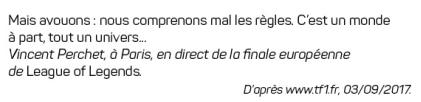 Mais avouons : nous comprenons mal les règles. C'est un monde
à part, tout un univers...
Vincent Perchet, à Paris, en direct de la finale européenne
de League of Legends.
D'après www.tf1.fr, 03/09/2017.